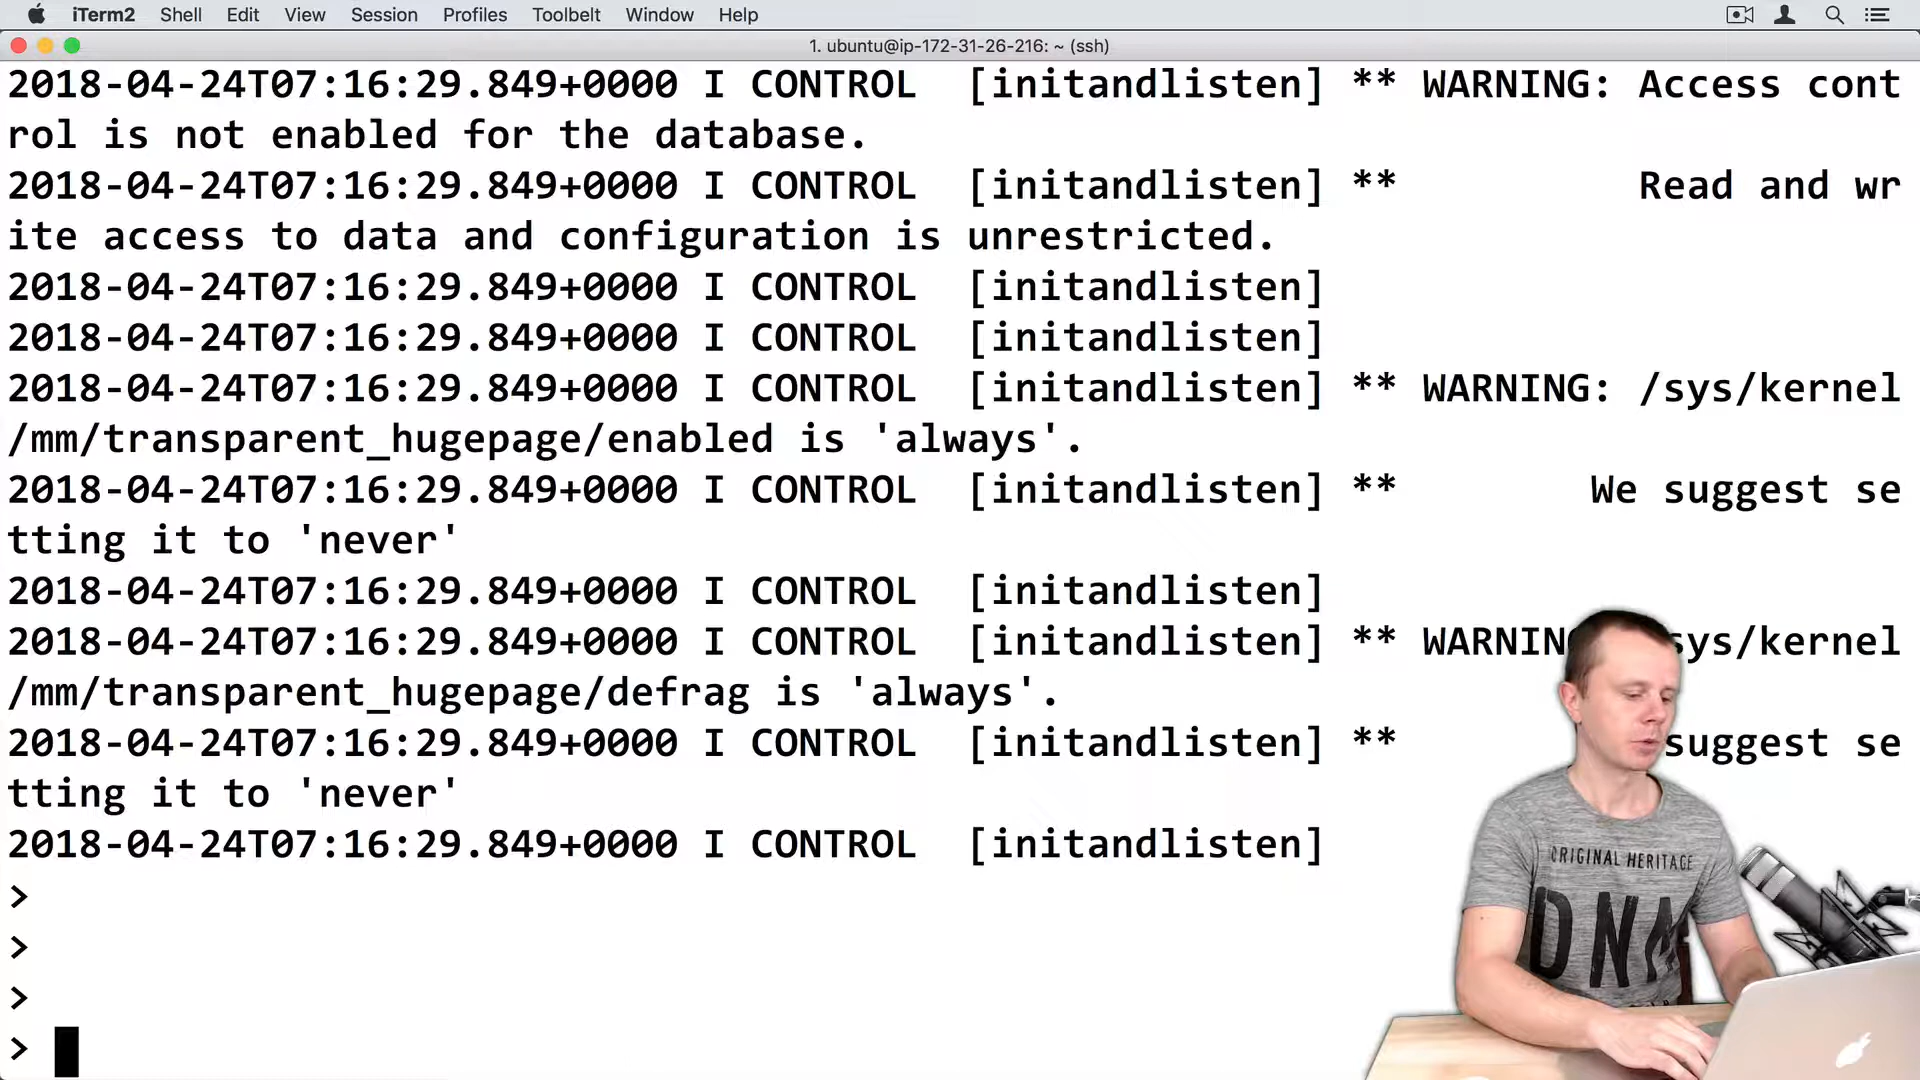 iTerm2 Shell Edit View Session Profiles Toolbelt Window Help
1. ubuntu@ip-172-31-26-216: ~ (ssh)
2018-04-24T07:16:29.849+0000 I CONTROL  [initandlisten] ** WARNING: Access cont
rol is not enabled for the database.
2018-04-24T07:16:29.849+0000 I CONTROL  [initandlisten] **          Read and wr
ite access to data and configuration is unrestricted.
2018-04-24T07:16:29.849+0000 I CONTROL  [initandlisten]
2018-04-24T07:16:29.849+0000 I CONTROL  [initandlisten]
2018-04-24T07:16:29.849+0000 I CONTROL  [initandlisten] ** WARNING: /sys/kernel
/mm/transparent_hugepage/enabled is 'always'.
2018-04-24T07:16:29.849+0000 I CONTROL  [initandlisten] **        We suggest se
tting it to 'never'
2018-04-24T07:16:29.849+0000 I CONTROL  [initandlisten]
2018-04-24T07:16:29.849+0000 I CONTROL  [initandlisten] ** WARNING sys/kernel
/mm/transparent_hugepage/defrag is 'always'.
2018-04-24T07:16:29.849+0000 I CONTROL  [initandlisten] **        suggest se
tting it to 'never'
2018-04-24T07:16:29.849+0000 I CONTROL  [initandlisten]
>
>
>
>
ORIGINAL HERITAGE
DNA